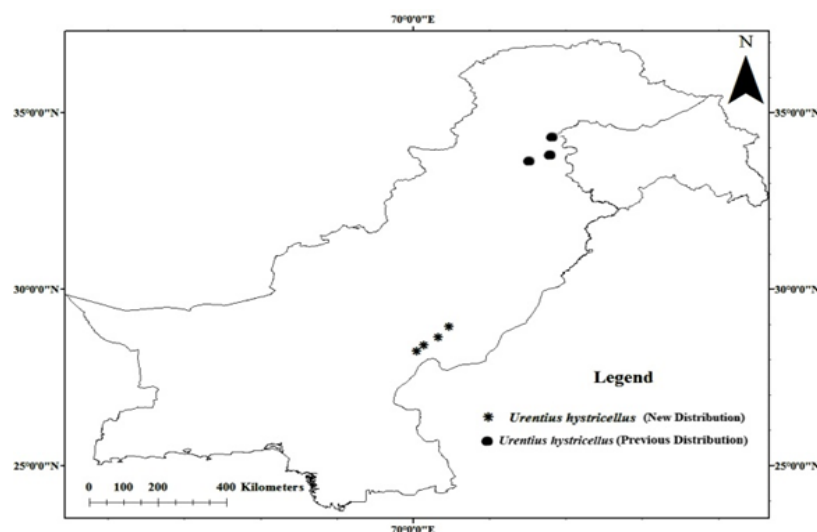 70°0'0"E
N
35°0'0"N
35°0'0"N
30°0'0"N
30°0'0"N
Legend
Urentius hystricellus (New Distribution)
Urentius hystricellus (Previous Distribution)
25°0'0"N
25°0'0"N
0 100 200 400 Kilometers
70°0'0"E